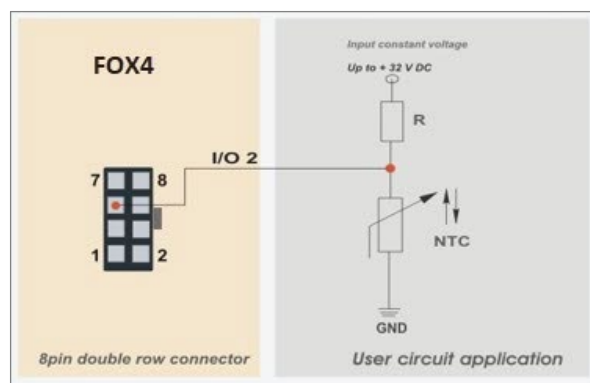 FOX4
Input constant voltage
Up to + 32 V DC
R
I/O 2
7
8
1
2
NTC
GND
8pin double row connector
User circuit application